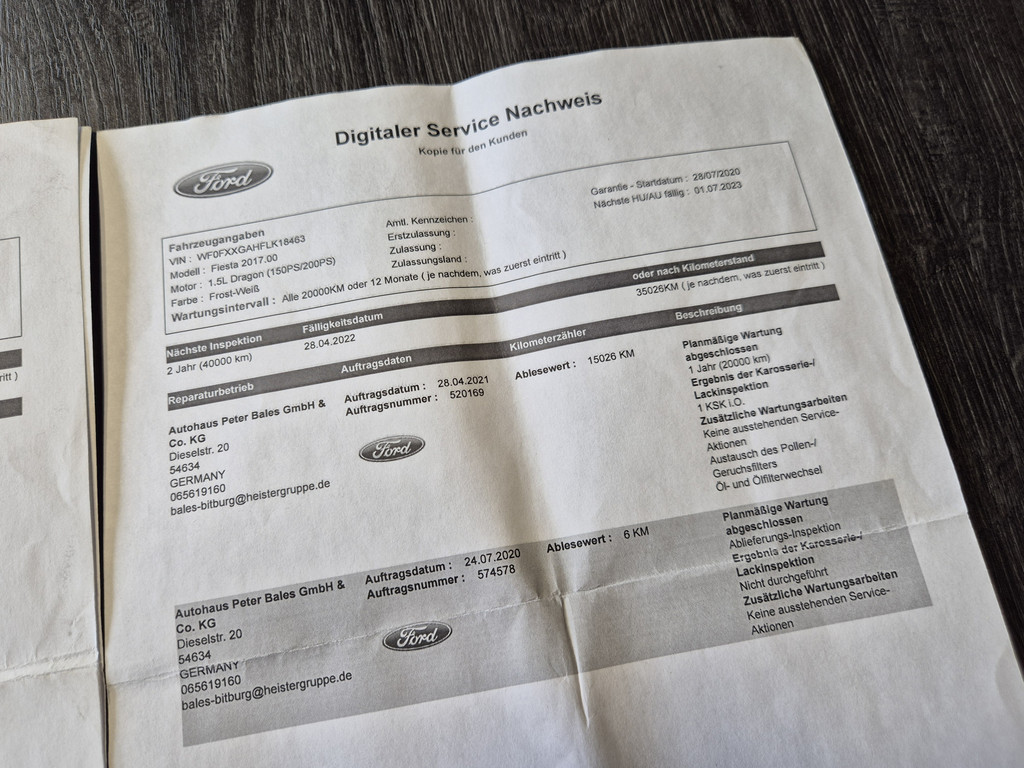 Digitaler Service Nachweis
Kopie für den Kunden
Ford
Fahrzeugangaben
VIN : WF0FXXGAHFLK18463
Modell : Fiesta 2017.00
Motor : 1.5L Dragon (150PS/200PS)
Farbe : Frost-Weiß
Wartungsintervall : Alle 20000KM oder 12 Monate ( je nachdem, was zuerst eintritt )
Amtl. Kennzeichen :
Erstzulassung :
Zulassung :
Zulassungsland :
Garantie - Startdatum : 28/07/2020
Nächste HU/AU fällig : 01.07.2023
Nächste Inspektion Fälligkeitsdatum oder nach Kilometerstand
2 Jahr (40000 km) 28.04.2022 35026KM ( je nachdem, was zuerst eintritt )
Reparaturbetrieb Auftragsdaten Kilometerzähler Beschreibung
Autohaus Peter Bales GmbH &
Co. KG
Dieselstr. 20
54634
GERMANY
065619160
bales-bitburg@heistergruppe.de
Auftragsdatum : 28.04.2021
Auftragsnummer : 520169
Ford
Ablesewert : 15026 KM
Planmäßige Wartung
abgeschlossen
1 Jahr (20000 km)
Ergebnis der Karosserie-/
Lackinspektion
1 KSK i.O.
Zusätzliche Wartungsarbeiten
Keine ausstehenden Service-
Aktionen
Austausch des Pollen-/
Geruchsfilters
Öl- und Ölfilterwechsel
Autohaus Peter Bales GmbH &
Co. KG
Dieselstr. 20
54634
GERMANY
065619160
bales-bitburg@heistergruppe.de
Auftragsdatum : 24.07.2020
Auftragsnummer : 574578
Ford
Ablesewert : 6 KM
Planmäßige Wartung
abgeschlossen
Ablieferungs-Inspektion
Ergebnis der Karosserie-/
Lackinspektion
Nicht durchgeführt
Zusätzliche Wartungsarbeiten
Keine ausstehenden Service-
Aktionen